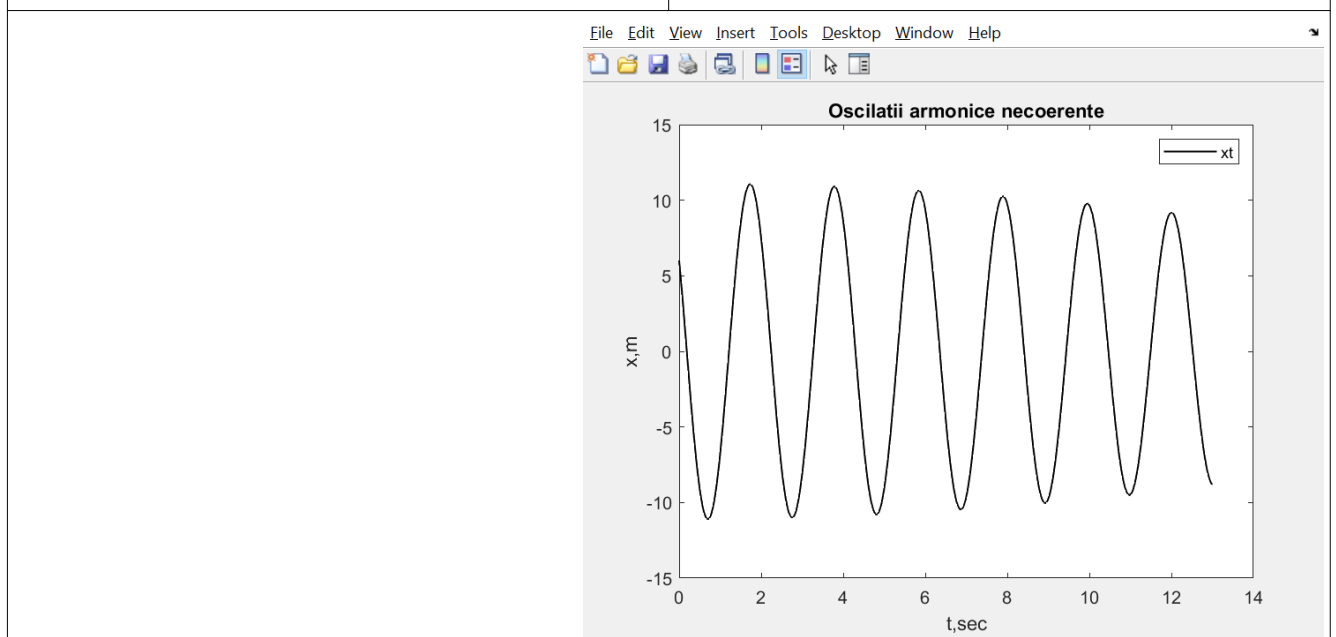 File Edit View Insert Tools Desktop Window Help
Oscilatii armonice necoerente
xt
15
10
5
0
-5
-10
-15
x,m
0 2 4 6 8 10 12 14
t,sec